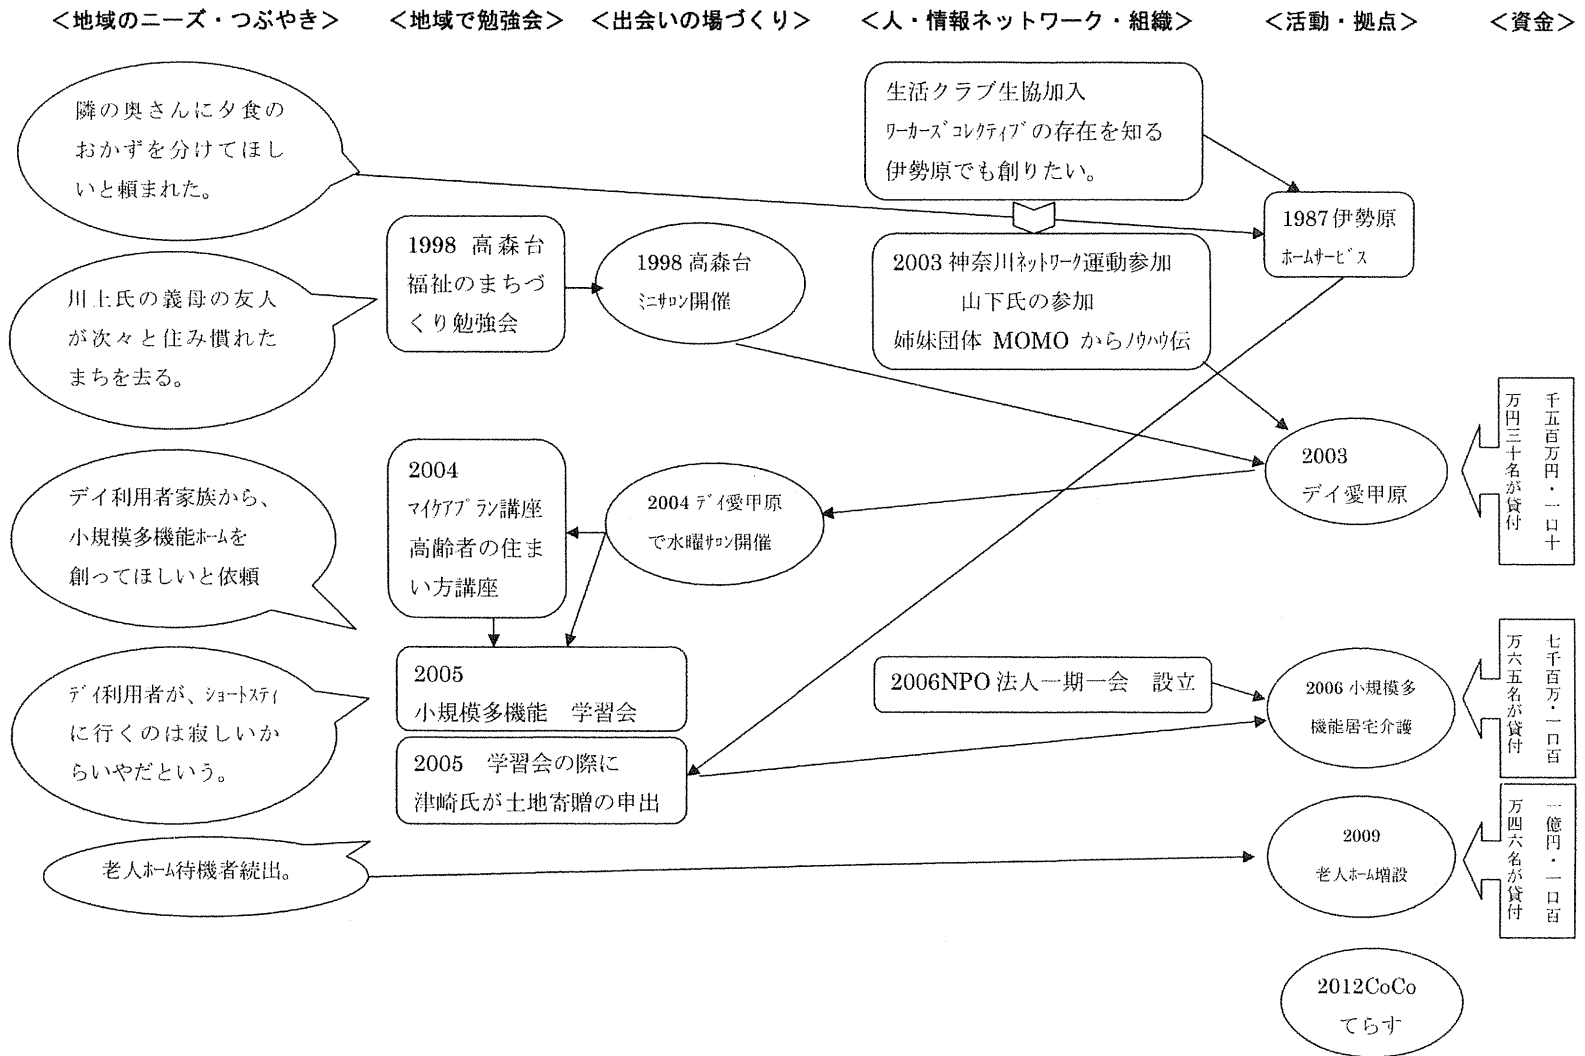 ＜地域のニーズ・つぶやき＞
＜地域で勉強会＞
＜出会いの場づくり＞
＜人・情報ネットワーク・組織＞
＜活動・拠点＞
＜資金＞
隣の奥さんに夕食の
おかずを分けてほし
いと頼まれた。
生活クラブ生協加入
ﾜｰｶｰｽﾞｺﾚｸﾃｨﾌﾞの存在を知る
伊勢原でも創りたい。
1987 伊勢原
ﾎｰﾑｻｰﾋﾞｽ
川上氏の義母の友人
が次々と住み慣れた
まちを去る。
1998 高森台
福祉のまちづ
くり勉強会
1998 高森台
ﾐﾆｻﾛﾝ開催
2003 神奈川ﾈｯﾄﾜｰｸ運動参加
山下氏の参加
姉妹団体 MOMO からﾉｳﾊｳ伝
2003
デイ愛甲原
千五百万円・一口十
万円三十名が貸付
デイ利用者家族から、
小規模多機能ﾎｰﾑを
創ってほしいと依頼
2004
ﾏｲｹｱﾌﾟﾗﾝ講座
高齢者の住ま
い方講座
2004 ﾃﾞｲ愛甲原
で水曜ｻﾛﾝ開催
デイ利用者が、ｼｮｰﾄｽﾃｨ
に行くのは寂しいか
らいやだという。
2005
小規模多機能　学習会
2005　学習会の際に
津崎氏が土地寄贈の申出
2006NPO 法人一期一会　設立
2006 小規模多
機能居宅介護
七千百万・一口百
万六五名が貸付
老人ﾎｰﾑ待機者続出。
2009
老人ﾎｰﾑ増設
一億円・一口百
万四六名が貸付
2012CoCo
てらす